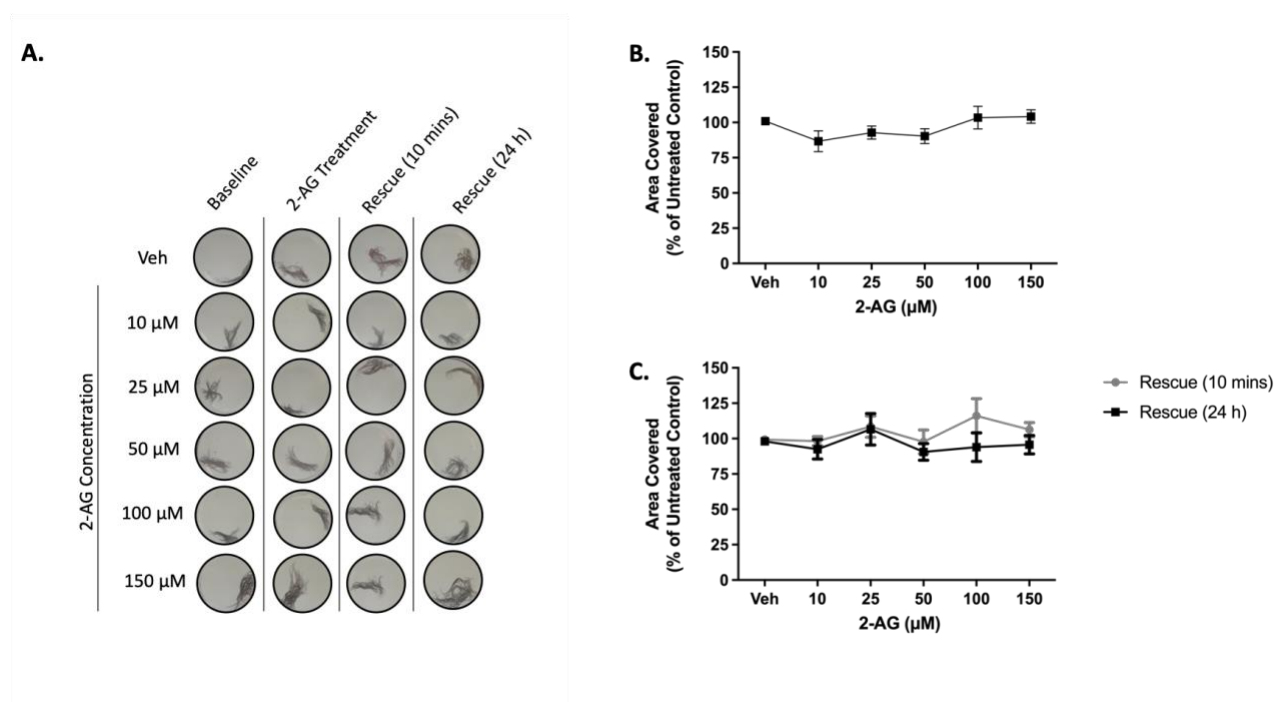 A.
Baseline
2-AG Treatment
Rescue (10 mins)
Rescue (24 h)
Veh
10 µM
25 µM
50 µM
100 µM
150 µM
2-AG Concentration
B.
150
125
100
75
50
25
0
Area Covered
(% of Untreated Control)
Veh 10 25 50 100 150
2-AG (µM)
C.
150
125
100
75
50
25
0
Area Covered
(% of Untreated Control)
Veh 10 25 50 100 150
2-AG (µM)
Rescue (10 mins)
Rescue (24 h)